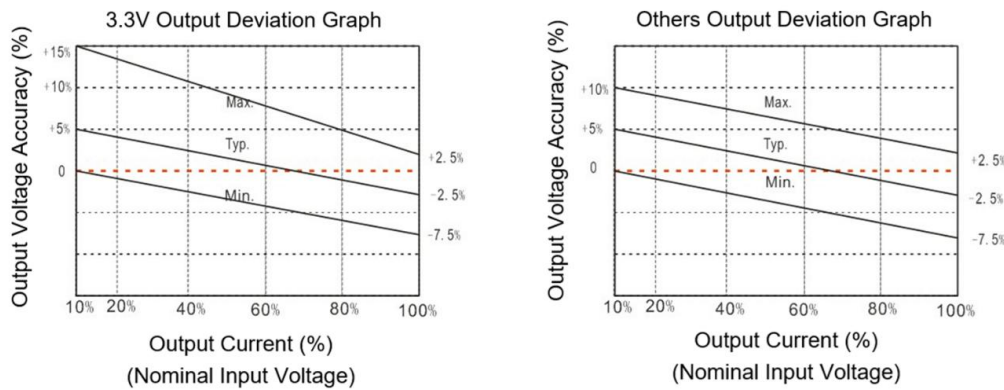 3.3V Output Deviation Graph
Output Voltage Accuracy (%)
+15%
+10%
+5%
0
Max.
Typ.
Min.
+2.5%
-2.5%
-7.5%
10% 20% 40% 60% 80% 100%
Output Current (%)
(Nominal Input Voltage)
Others Output Deviation Graph
Output Voltage Accuracy (%)
+10%
+5%
0
Max.
Typ.
Min.
+2.5%
-2.5%
-7.5%
10% 20% 40% 60% 80% 100%
Output Current (%)
(Nominal Input Voltage)